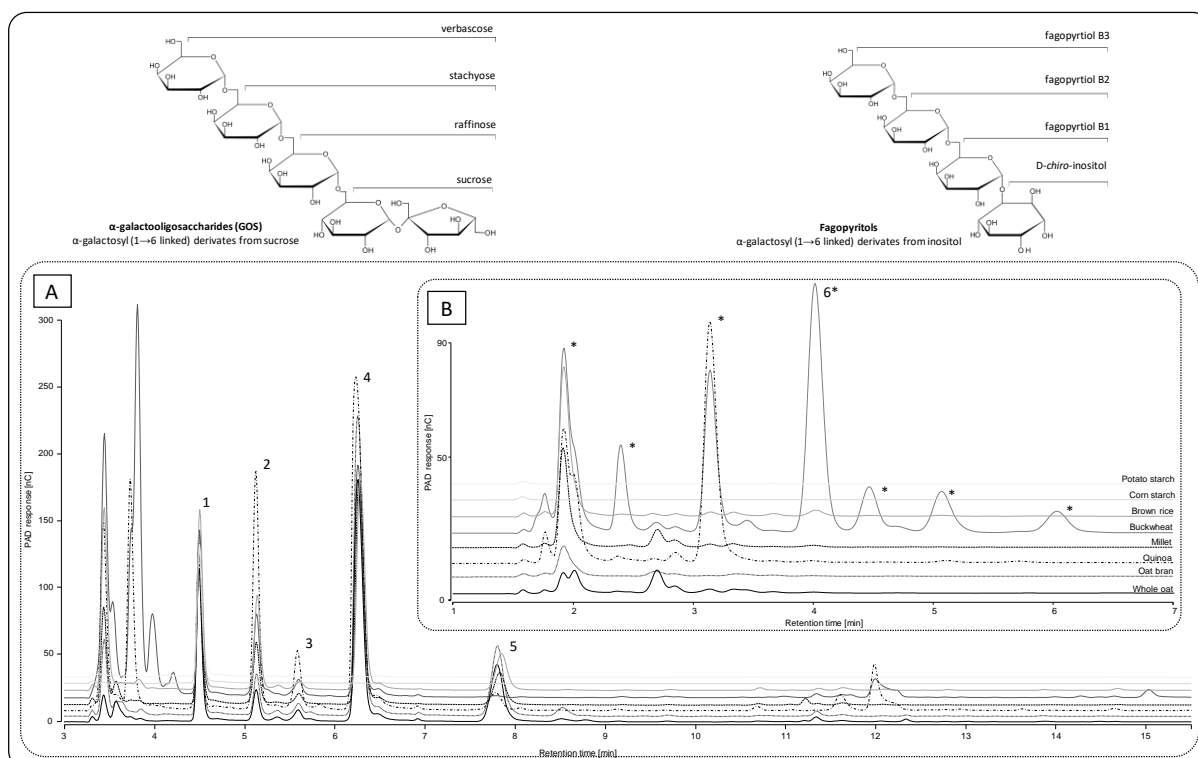 verbascose
stachyose
raffinose
sucrose
α-galactooligosaccharides (GOS)
α-galactosyl (1→6 linked) derivates from sucrose
fagopyrtiol B3
fagopyrtiol B2
fagopyrtiol B1
D-chiro-inositol
Fagopyritols
α-galactosyl (1→6 linked) derivates from inositol
A
PAD response [nC]
300
250
200
150
100
50
0
1
2
3
4
5
3 4 5 6 7 8 9 10 11 12 13 14 15
Retention time [min]
B
PAD response [nC]
90
50
0
*
*
*
6*
*
*
*
Potato starch
Corn starch
Brown rice
Buckwheat
Millet
Quinoa
Oat bran
Whole oat
1 2 3 4 5 6 7
Retention time [min]